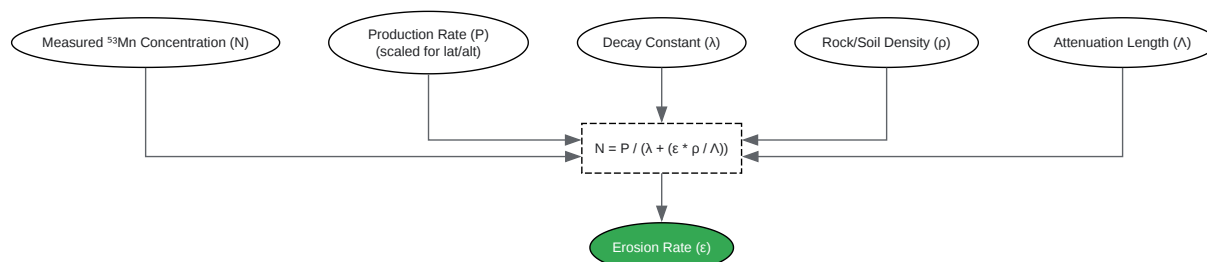 Measured ⁵³Mn Concentration (N)
Production Rate (P)
(scaled for lat/alt)
Decay Constant (λ)
Rock/Soil Density (ρ)
Attenuation Length (Λ)
N = P / (λ + (ε * ρ / Λ))
Erosion Rate (ε)